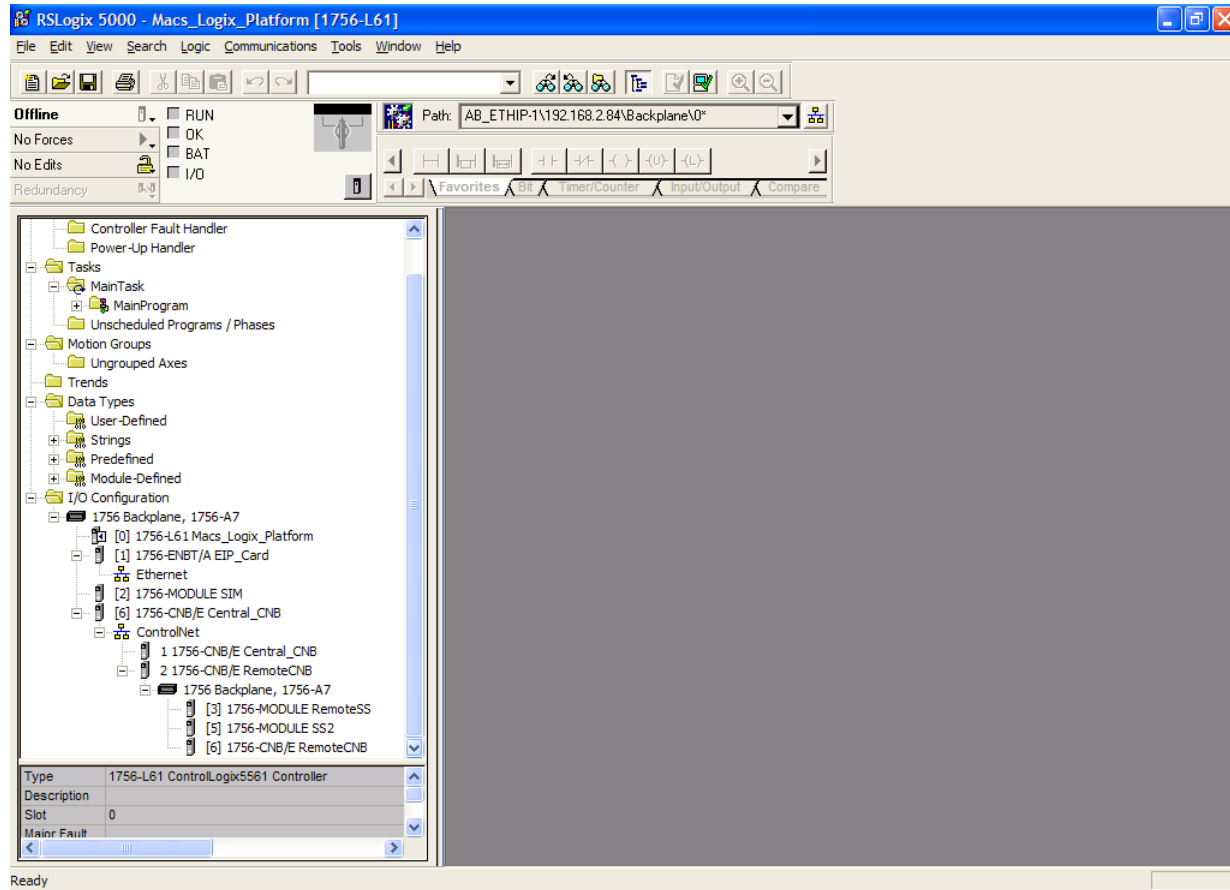 RSLogix 5000 - Macs_Logix_Platform [1756-L61]
File Edit View Search Logic Communications Tools Window Help
Offline
RUN
No Forces
OK
No Edits
BAT
Redundancy
I/O
Path: AB_ETHIP-1\192.168.2.84\Backplane\0*
Favorites Bit Timer/Counter Input/Output Compare
Controller Fault Handler
Power-Up Handler
Tasks
MainTask
MainProgram
Unscheduled Programs / Phases
Motion Groups
Ungrouped Axes
Trends
Data Types
User-Defined
Strings
Predefined
Module-Defined
I/O Configuration
1756 Backplane, 1756-A7
[0] 1756-L61 Macs_Logix_Platform
[1] 1756-ENBT/A EIP_Card
Ethernet
[2] 1756-MODULE SIM
[6] 1756-CNB/E Central_CNB
ControlNet
1 1756-CNB/E Central_CNB
2 1756-CNB/E RemoteCNB
1756 Backplane, 1756-A7
[3] 1756-MODULE RemoteSS
[5] 1756-MODULE SS2
[6] 1756-CNB/E RemoteCNB
Type 1756-L61 ControlLogix5561 Controller
Description
Slot 0
Major Fault
Ready